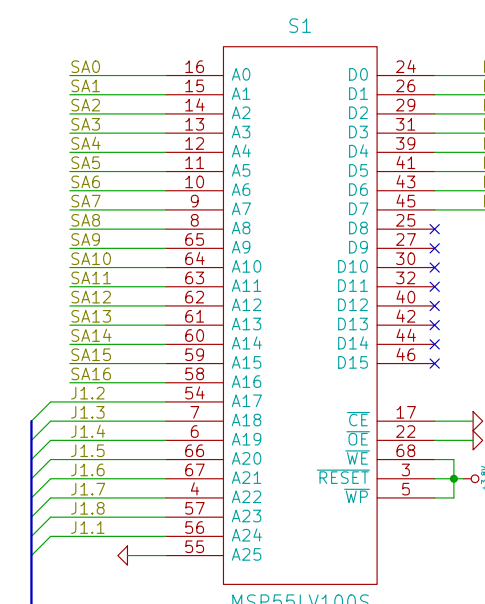 S1
SA0 16 A0 D0 24
SA1 15 A1 D1 26
SA2 14 A2 D2 29
SA3 13 A3 D3 31
SA4 12 A4 D4 39
SA5 11 A5 D5 41
SA6 10 A6 D6 43
SA7 9 A7 D7 45
SA8 8 A8 D8 25
SA9 65 A9 D9 27
SA10 64 A10 D10 30
SA11 63 A11 D11 32
SA12 62 A12 D12 40
SA13 61 A13 D13 42
SA14 60 A14 D14 44
SA15 59 A15 D15 46
SA16 58 A16
J1.2 54 A17
J1.3 7 A18 CE 17
J1.4 6 A19 OE 22
J1.5 66 A20 WE 68
J1.6 67 A21 RESET 3
J1.7 4 A22 WP 5
J1.8 57 A23
J1.1 56 A24
55 A25
MSP55LV100S